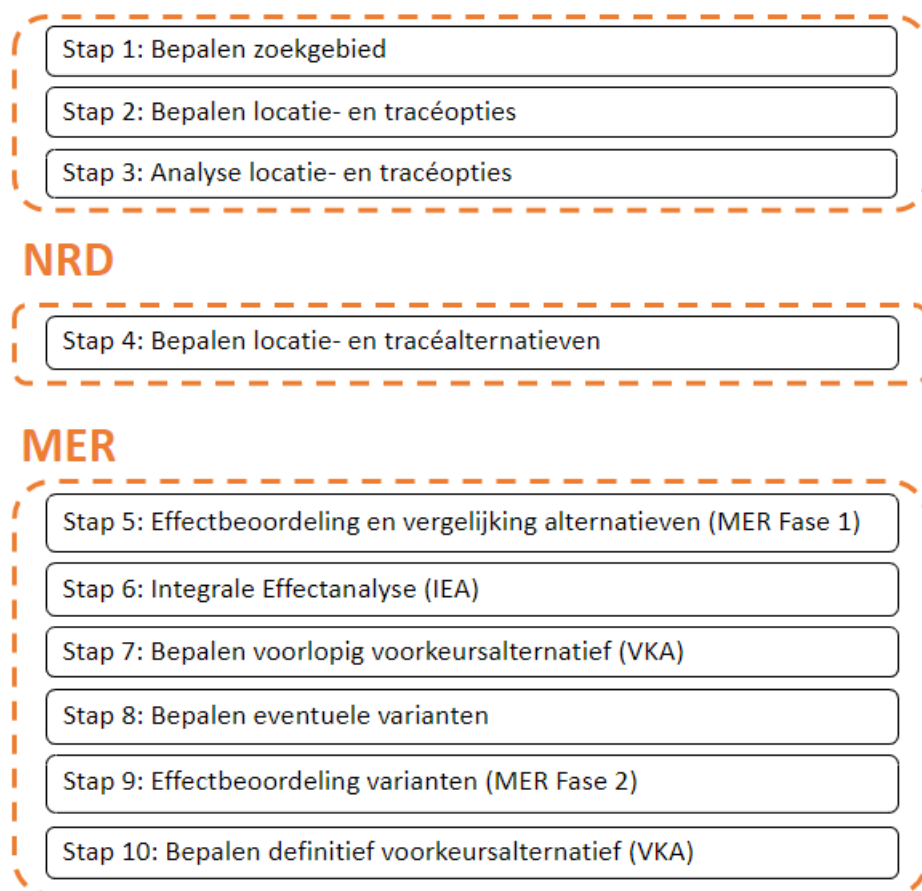 Stap 1: Bepalen zoekgebied
Stap 2: Bepalen locatie- en tracéopties
Stap 3: Analyse locatie- en tracéopties
NRD
Stap 4: Bepalen locatie- en tracéalternatieven
MER
Stap 5: Effectbeoordeling en vergelijking alternatieven (MER Fase 1)
Stap 6: Integrale Effectanalyse (IEA)
Stap 7: Bepalen voorlopig voorkeursalternatief (VKA)
Stap 8: Bepalen eventuele varianten
Stap 9: Effectbeoordeling varianten (MER Fase 2)
Stap 10: Bepalen definitief voorkeursalternatief (VKA)